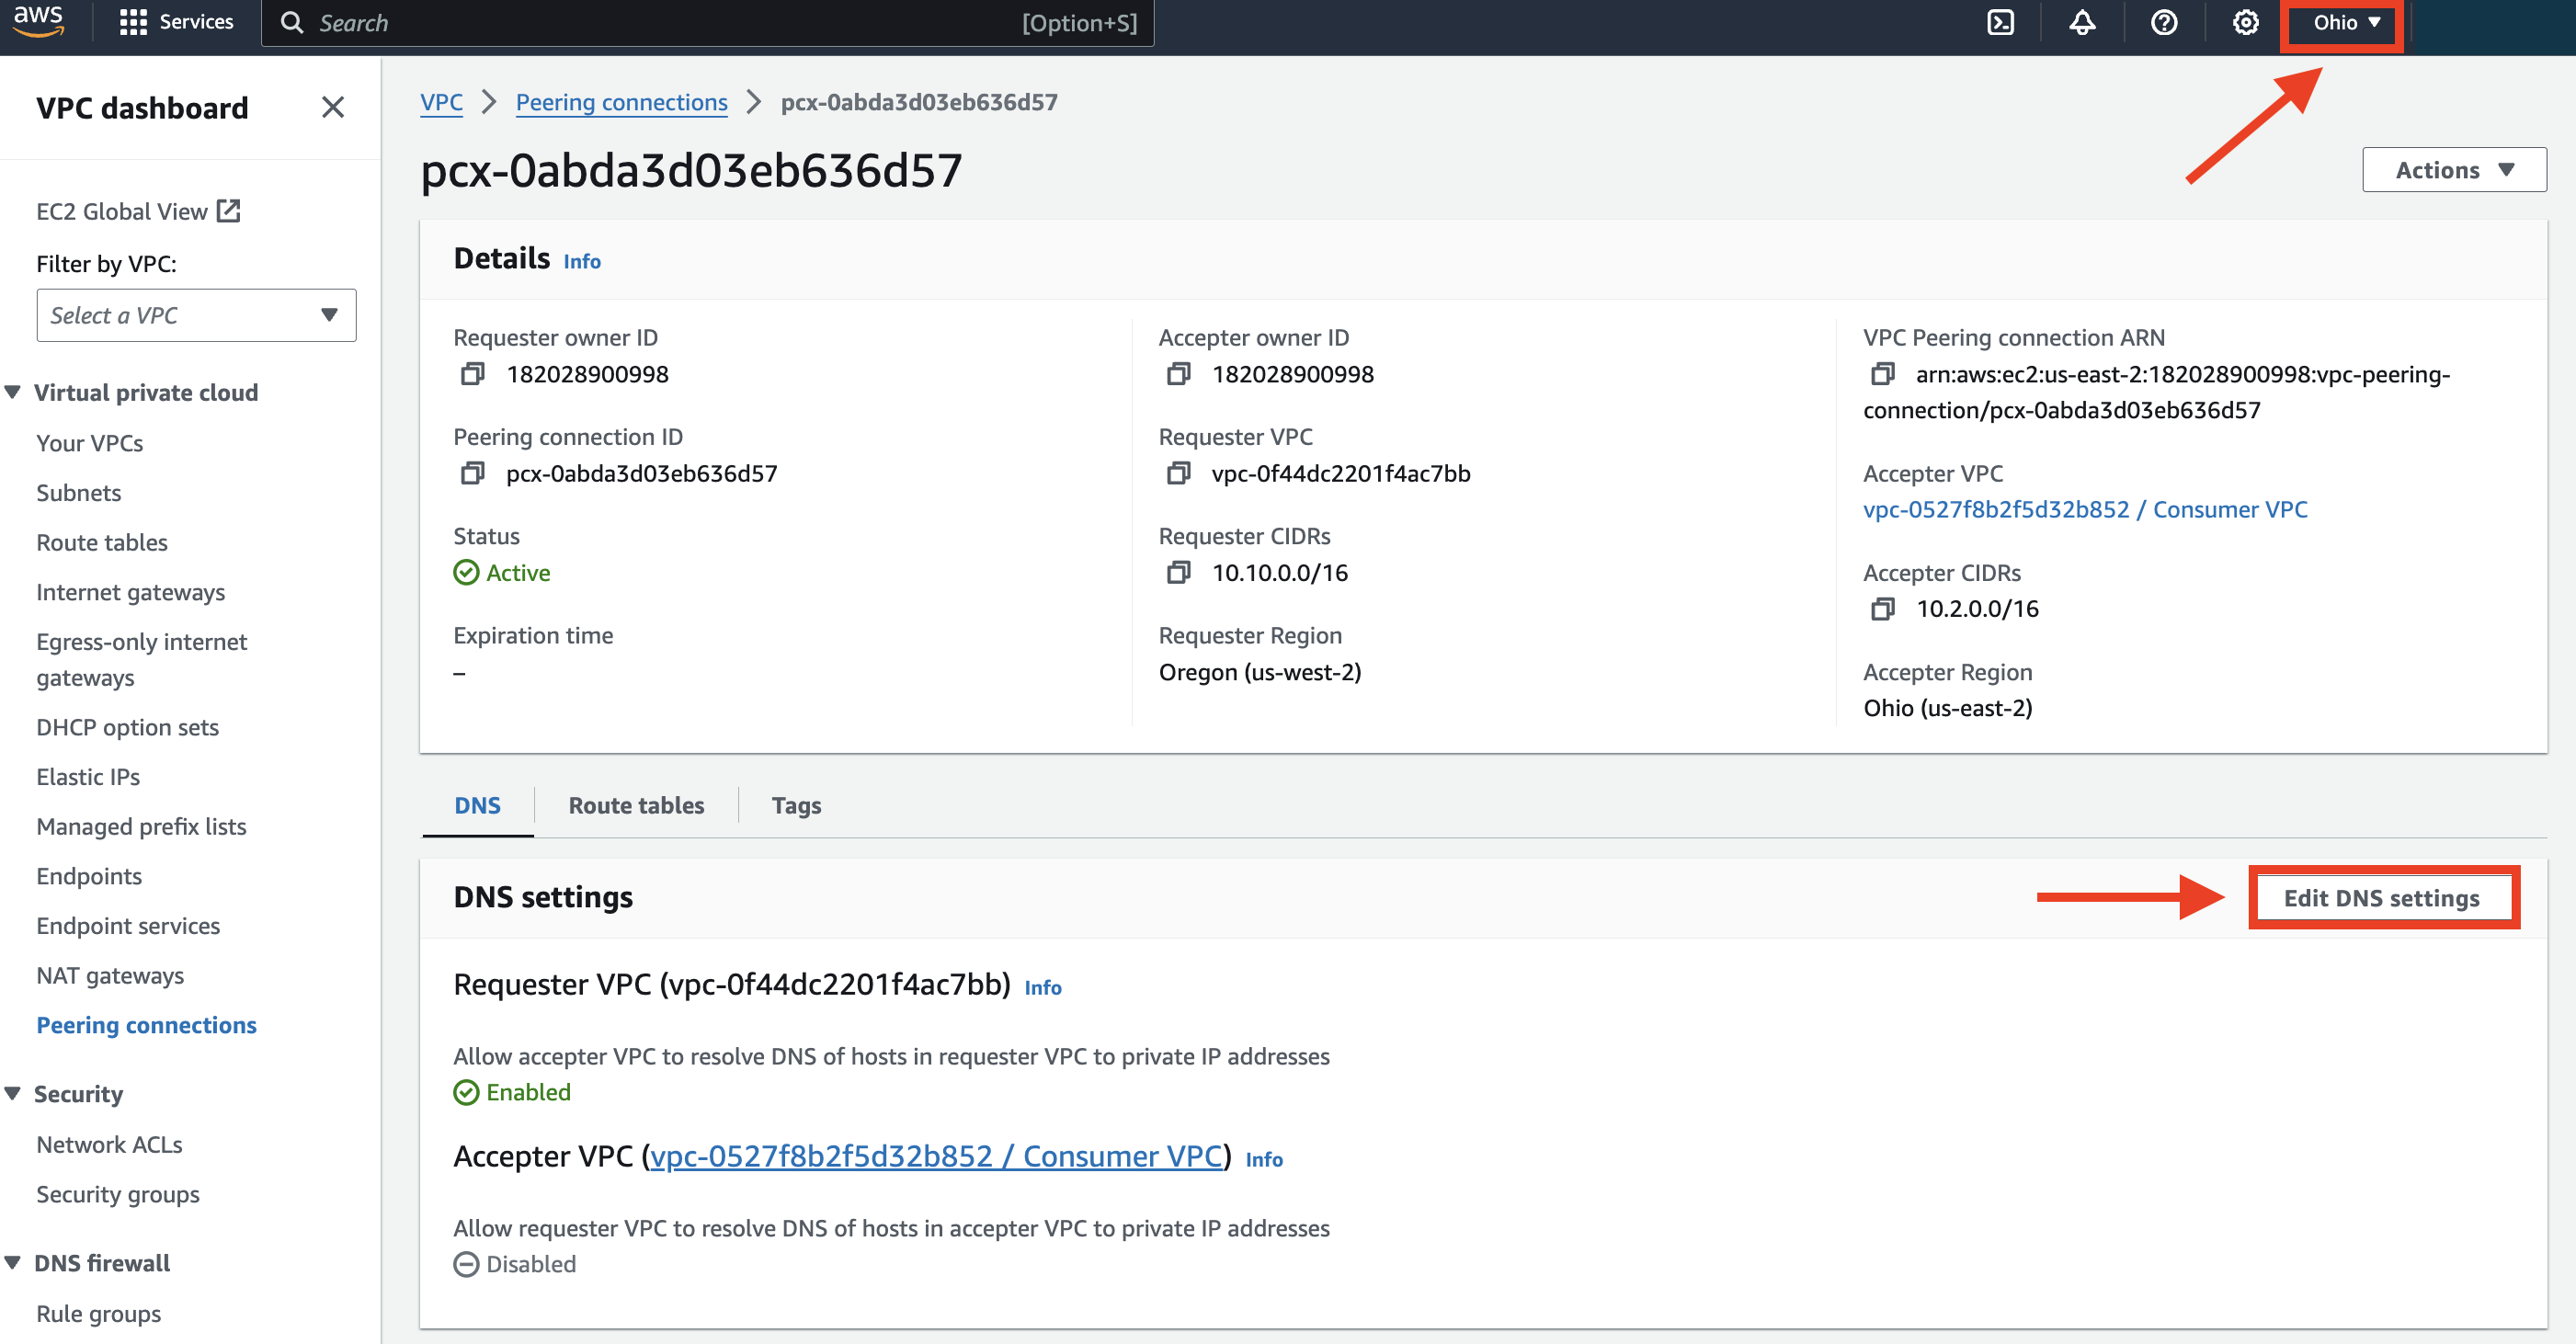 aws
Services
Search
[Option+S]
Ohio
VPC dashboard
EC2 Global View
Filter by VPC:
Select a VPC
Virtual private cloud
Your VPCs
Subnets
Route tables
Internet gateways
Egress-only internet
gateways
DHCP option sets
Elastic IPs
Managed prefix lists
Endpoints
Endpoint services
NAT gateways
Peering connections
Security
Network ACLs
Security groups
DNS firewall
Rule groups
VPC
Peering connections
pcx-0abda3d03eb636d57
pcx-0abda3d03eb636d57
Actions
Details Info
Requester owner ID
182028900998
Peering connection ID
pcx-0abda3d03eb636d57
Status
Active
Expiration time
–
Accepter owner ID
182028900998
Requester VPC
vpc-0f44dc2201f4ac7bb
Requester CIDRs
10.10.0.0/16
Requester Region
Oregon (us-west-2)
VPC Peering connection ARN
arn:aws:ec2:us-east-2:182028900998:vpc-peering-
connection/pcx-0abda3d03eb636d57
Accepter VPC
vpc-0527f8b2f5d32b852 / Consumer VPC
Accepter CIDRs
10.2.0.0/16
Accepter Region
Ohio (us-east-2)
DNS
Route tables
Tags
DNS settings
Edit DNS settings
Requester VPC (vpc-0f44dc2201f4ac7bb) Info
Allow accepter VPC to resolve DNS of hosts in requester VPC to private IP addresses
Enabled
Accepter VPC (vpc-0527f8b2f5d32b852 / Consumer VPC) Info
Allow requester VPC to resolve DNS of hosts in accepter VPC to private IP addresses
Disabled